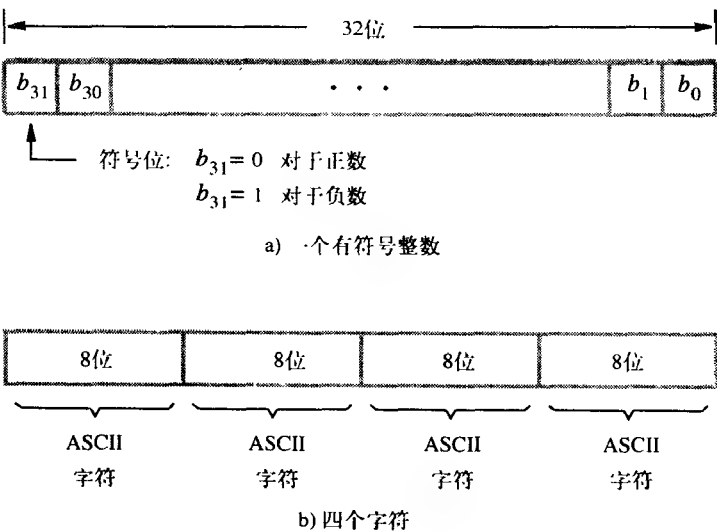 32位
b31 b30 · · · b1 b0
符号位: b31= 0 对于正数
b31= 1 对于负数
a) 一个有符号整数
8位 8位 8位 8位
ASCII ASCII ASCII ASCII
字符 字符 字符 字符
b) 四个字符